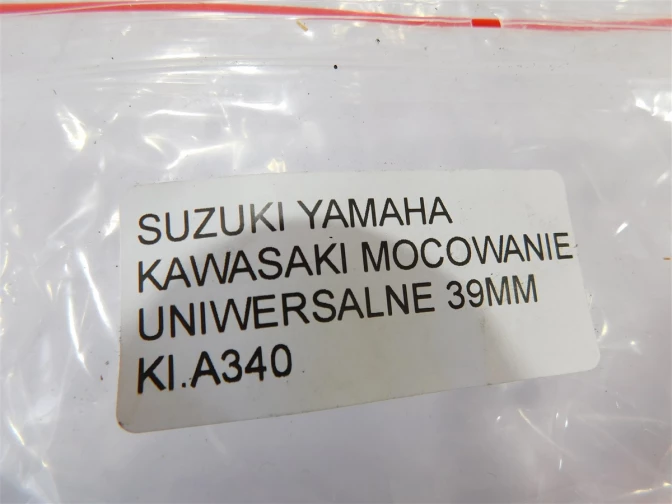 SUZUKI YAMAHA
KAWASAKI MOCOWANIE
UNIWERSALNE 39MM
KI.A340